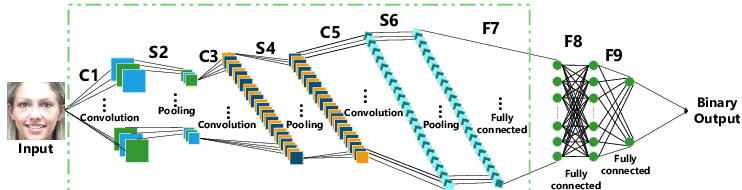 C1
S2
C3
S4
C5
S6
F7
F8
F9
Convolution
Pooling
Convolution
Pooling
Convolution
Pooling
Fully
connected
Fully
connected
Fully
connected
Input
Binary
Output